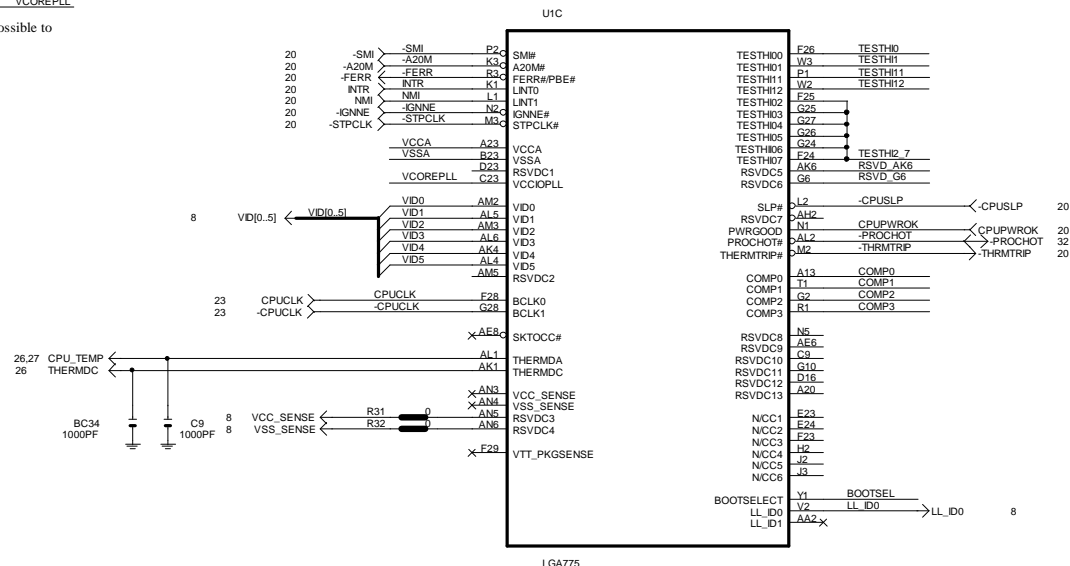 VCOREPLL
ossible to
U1C
20 -SMI -SMI P2 SMI#
20 -A20M -A20M K3 A20M#
20 -FERR -FERR R3 FERR#/PBE#
20 INTR INTR K1 LINT0
20 NMI NMI L1 LINT1
20 -IGNNE -IGNNE N2 IGNNE#
20 -STPCLK -STPCLK M3 STPCLK#
VCCA A23 VCCA
VSSA B23 VSSA
D23 RSVDC1
VCOREPLL C23 VCCIOPLL
VID0 AM2 VID0
8 VID[0..5] VID[0..5] VID1 AL5 VID1
VID2 AM3 VID2
VID3 AL6 VID3
VID4 AK4 VID4
VID5 AL4 VID5
AM5 RSVDC2
23 CPUCLK CPUCLK F28 BCLK0
23 -CPUCLK -CPUCLK G28 BCLK1
AE8 SKTOCC#
26,27 CPU_TEMP AL1 THERMDA
26 THERMDC AK1 THERMDC
AN3 VCC_SENSE
AN4 VSS_SENSE
8 VCC_SENSE R31 0 AN5 RSVDC3
8 VSS_SENSE R32 0 AN6 RSVDC4
BC34 1000PF
C9 1000PF
F29 VTT_PKGSENSE
TESTHI00 F26 TESTHI0
TESTHI01 W3 TESTHI1
TESTHI11 P1 TESTHI11
TESTHI12 W2 TESTHI12
TESTHI02 F25
TESTHI03 G25
TESTHI04 G27
TESTHI05 G26
TESTHI06 G24
TESTHI07 F24 TESTHI2_7
RSVDC5 AK6 RSVD_AK6
RSVDC6 G6 RSVD_G6
SLP# L2 -CPUSLP -CPUSLP 20
RSVDC7 AH2
PWRGOOD N1 CPUPWROK CPUPWROK 20
PROCHOT# AL2 -PROCHOT -PROCHOT 32
THERMTRIP# M2 -THRMTRIP -THRMTRIP 20
COMP0 A13 COMP0
COMP1 T1 COMP1
COMP2 G2 COMP2
COMP3 R1 COMP3
RSVDC8 N5
RSVDC9 AE6
RSVDC10 C9
RSVDC11 G10
RSVDC12 D16
RSVDC13 A20
N/CC1 E23
N/CC2 E24
N/CC3 F23
N/CC4 H2
N/CC5 J2
N/CC6 J3
BOOTSELECT Y1 BOOTSEL
LL_ID0 V2 LL_ID0 LL_ID0 8
LL_ID1 AA2
LGA775